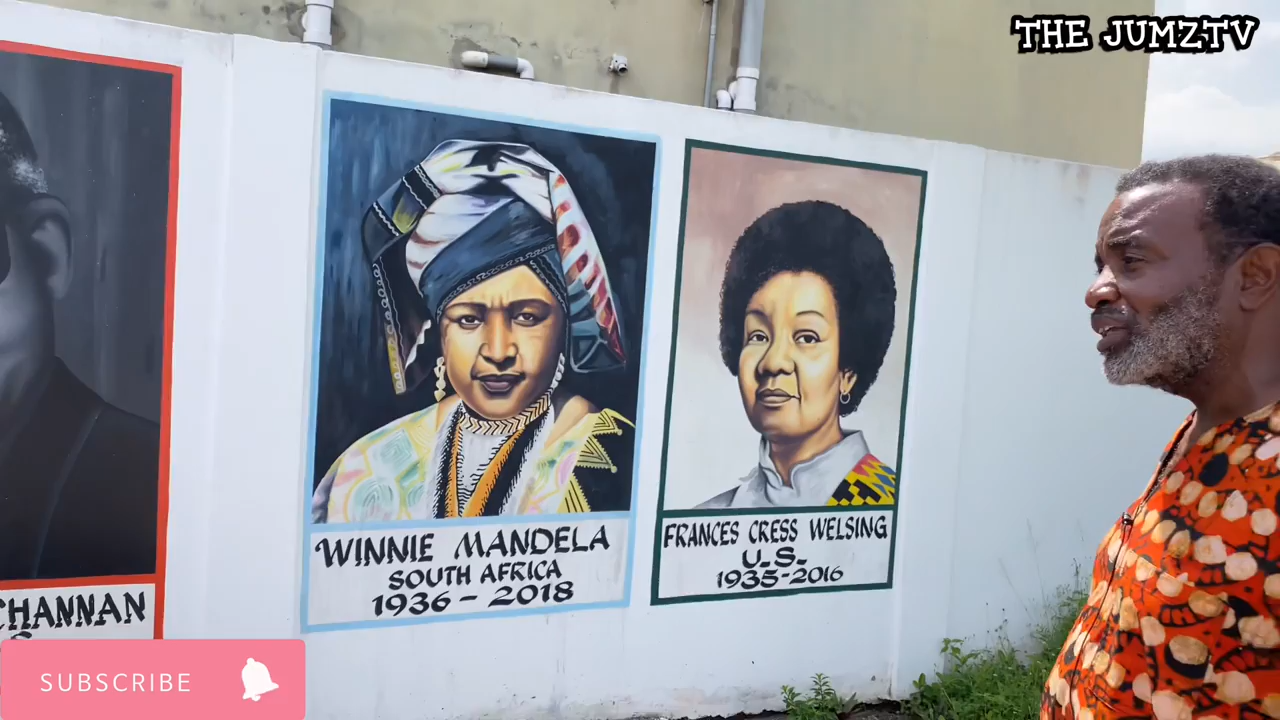 THE JUMZTV
WINNIE MANDELA
SOUTH AFRICA
1936 - 2018
FRANCES CRESS WELSING
U.S.
1935-2016
CHANNAN
SUBSCRIBE